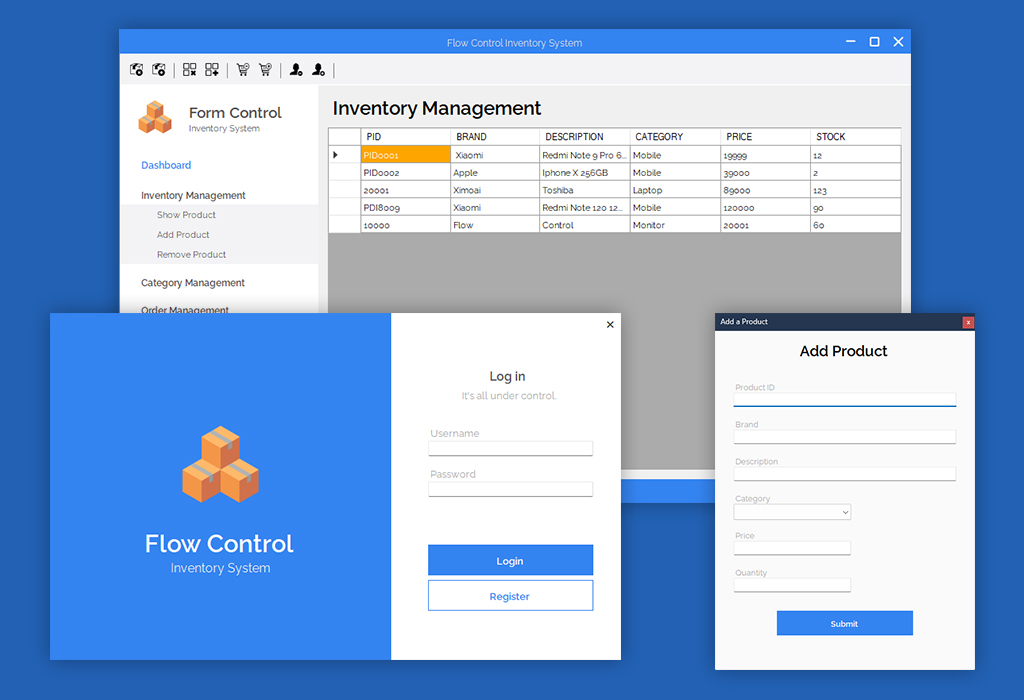 Flow Control Inventory System
Form Control
Inventory System
Dashboard
Inventory Management
Show Product
Add Product
Remove Product
Category Management
Order Management
Inventory Management
PID BRAND DESCRIPTION CATEGORY PRICE STOCK
PID0001 Xiaomi Redmi Note 9 Pro 6... Mobile 19999 12
PID0002 Apple Iphone X 256GB Mobile 39000 2
20001 Ximoai Toshiba Laptop 89000 123
PDI8009 Xiaomi Redmi Note 120 12... Mobile 120000 90
10000 Flow Control Monitor 20001 60
Flow Control
Inventory System
Log in
It's all under control.
Username
Password
Login
Register
Add a Product
x
Add Product
Product ID
Brand
Description
Category
Price
Quantity
Submit